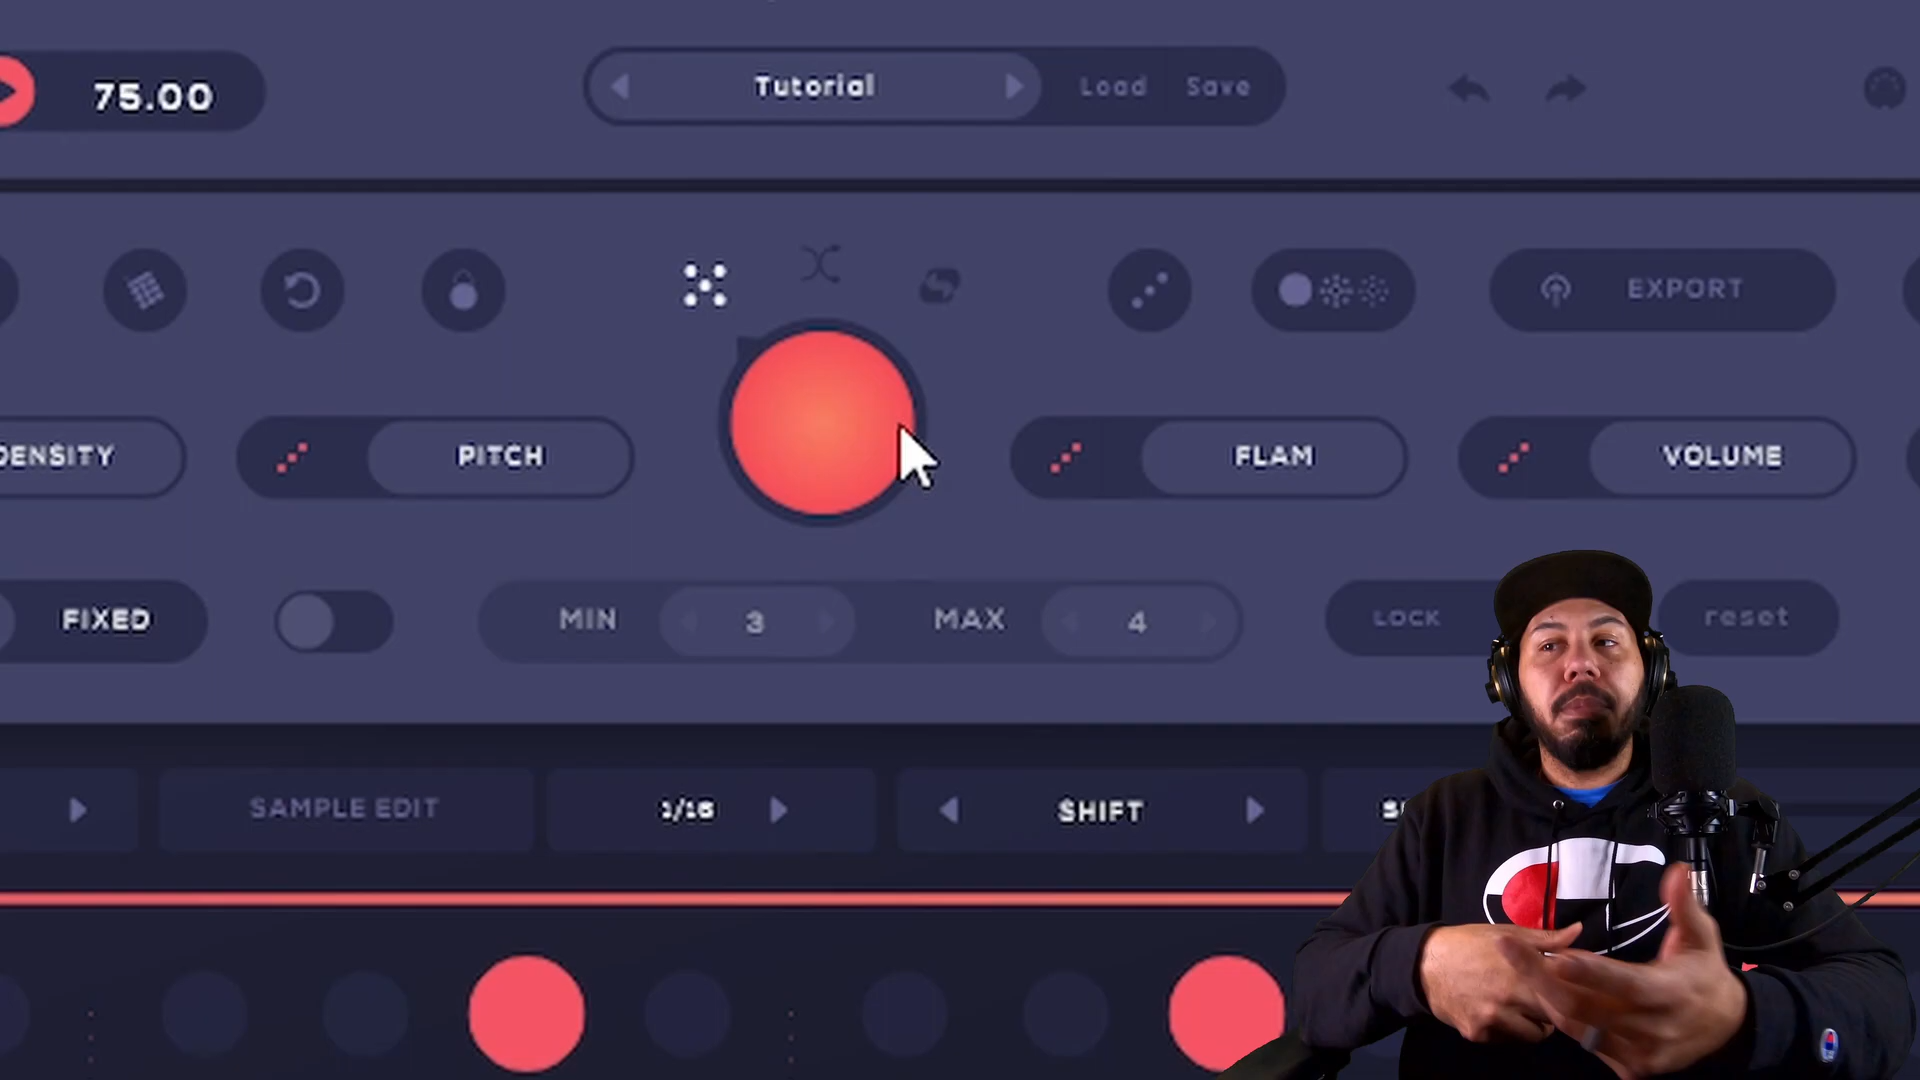 75.00
Tutorial
Load
Save
EXPORT
DENSITY
PITCH
FLAM
VOLUME
FIXED
MIN
3
MAX
4
LOCK
reset
SAMPLE EDIT
1/16
SHIFT